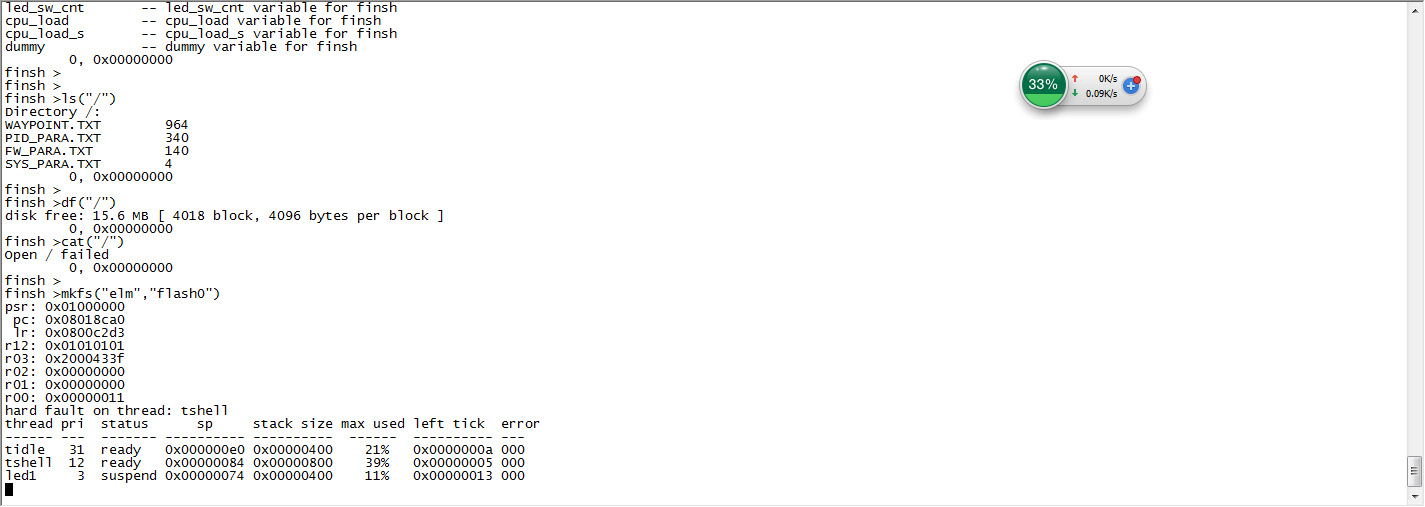 led_sw_cnt       -- led_sw_cnt variable for finsh
cpu_load         -- cpu_load variable for finsh
cpu_load_s       -- cpu_load_s variable for finsh
dummy            -- dummy variable for finsh
        0, 0x00000000
finsh >
finsh >
finsh >ls("/")
Directory /:
WAYPOINT.TXT        964
PID_PARA.TXT        340
FW_PARA.TXT         140
SYS_PARA.TXT        4
        0, 0x00000000
finsh >
finsh >df("/")
disk free: 15.6 MB [ 4018 block, 4096 bytes per block ]
        0, 0x00000000
finsh >cat("/")
Open / failed
        0, 0x00000000
finsh >
finsh >mkfs("elm","flash0")
psr: 0x01000000
 pc: 0x08018ca0
 lr: 0x0800c2d3
r12: 0x01010101
r03: 0x2000433f
r02: 0x00000000
r01: 0x00000000
r00: 0x00000011
hard fault on thread: tshell
thread pri  status      sp     stack size max used left tick  error
------ ---  ------- ---------- ----------  ------  ---------- ---
tidle   31  ready   0x000000e0 0x00000400    21%   0x0000000a 000
tshell  12  ready   0x00000084 0x00000800    39%   0x00000005 000
led1     3  suspend 0x00000074 0x00000400    11%   0x00000013 000
33%
0K/s
0.09K/s